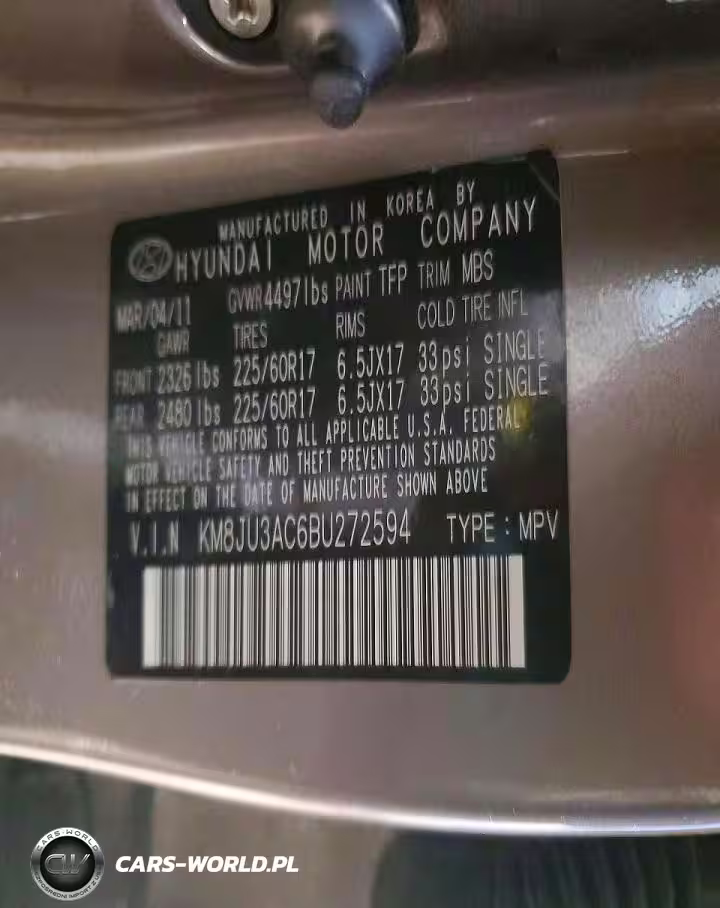 MANUFACTURED IN KOREA BY
HYUNDAI MOTOR COMPANY
MAR/04/11 GVWR 4497lbs PAINT TFP TRIM MBS
GAWR TIRES RIMS COLD TIRE INFL
FRONT 2326 lbs 225/60R17 6.5JX17 33psi SINGLE
REAR 2480 lbs 225/60R17 6.5JX17 33psi SINGLE
THIS VEHICLE CONFORMS TO ALL APPLICABLE U.S.A. FEDERAL
MOTOR VEHICLE SAFETY AND THEFT PREVENTION STANDARDS
IN EFFECT ON THE DATE OF MANUFACTURE SHOWN ABOVE
V.I.N KM8JU3AC6BU272594 TYPE : MPV
CARS-WORLD
CW
CARS-WORLD.PL